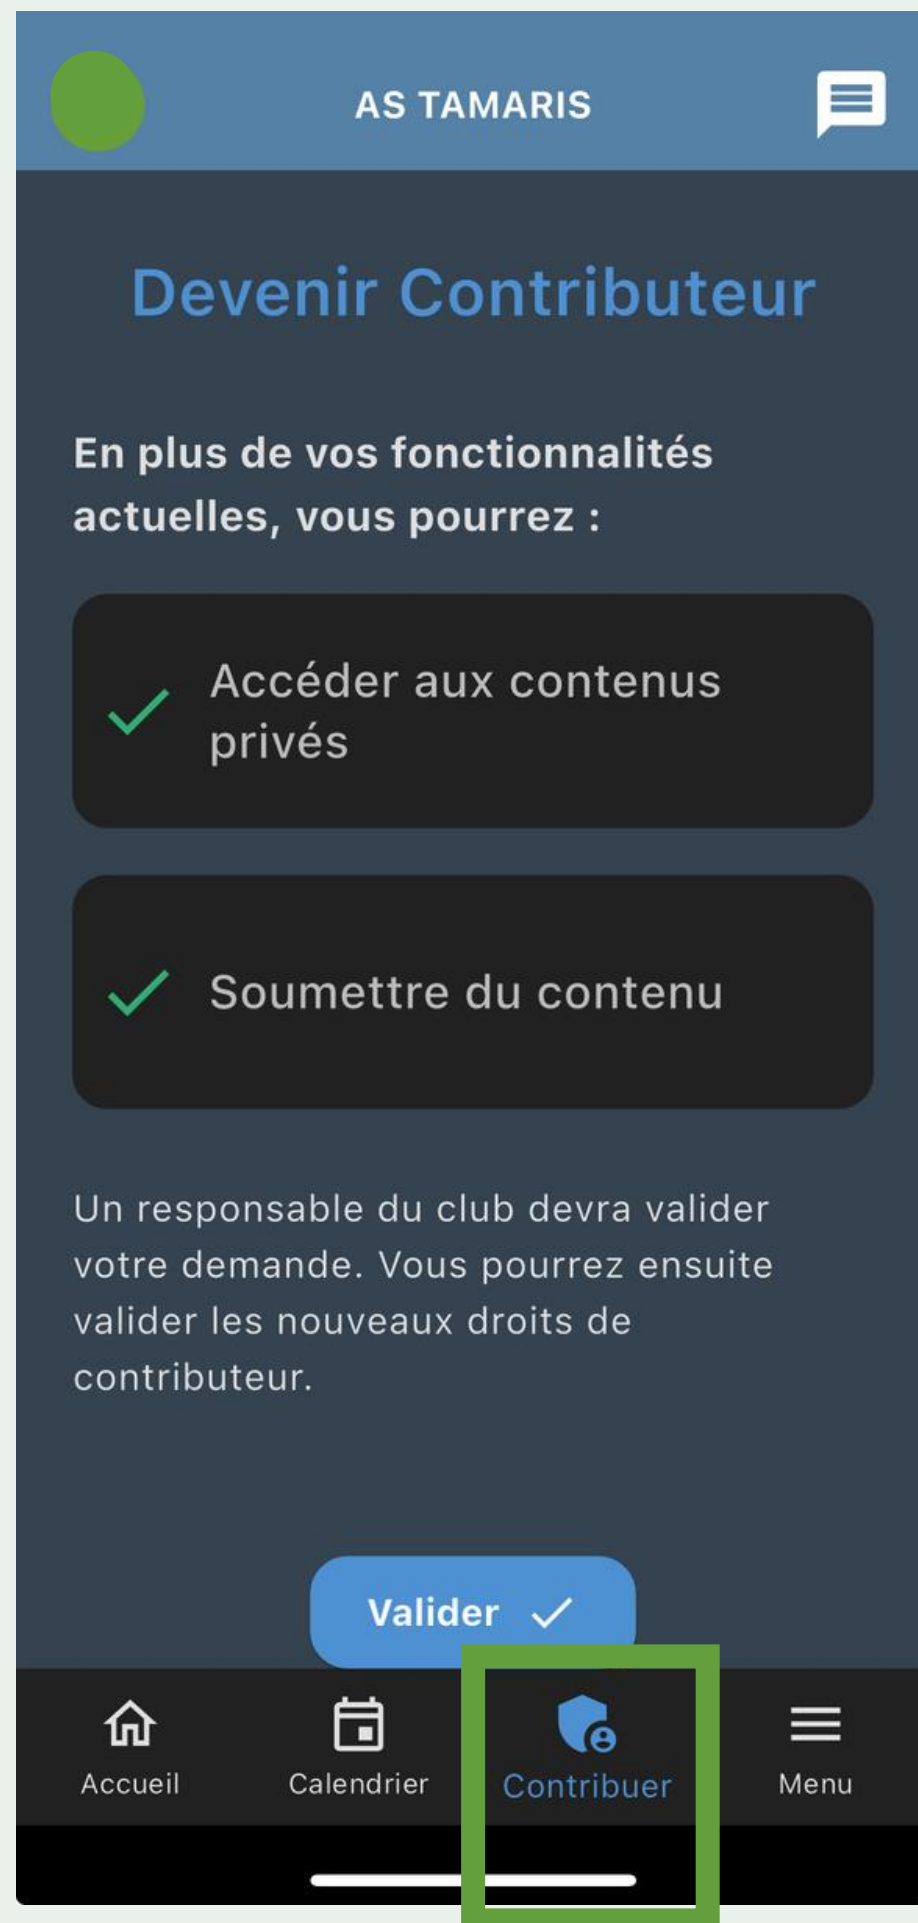 AS TAMARIS
Devenir Contributeur
En plus de vos fonctionnalités
actuelles, vous pourrez :
Accéder aux contenus
privés
Soumettre du contenu
Un responsable du club devra valider
votre demande. Vous pourrez ensuite
valider les nouveaux droits de
contributeur.
Valider
Accueil
Calendrier
Contribuer
Menu